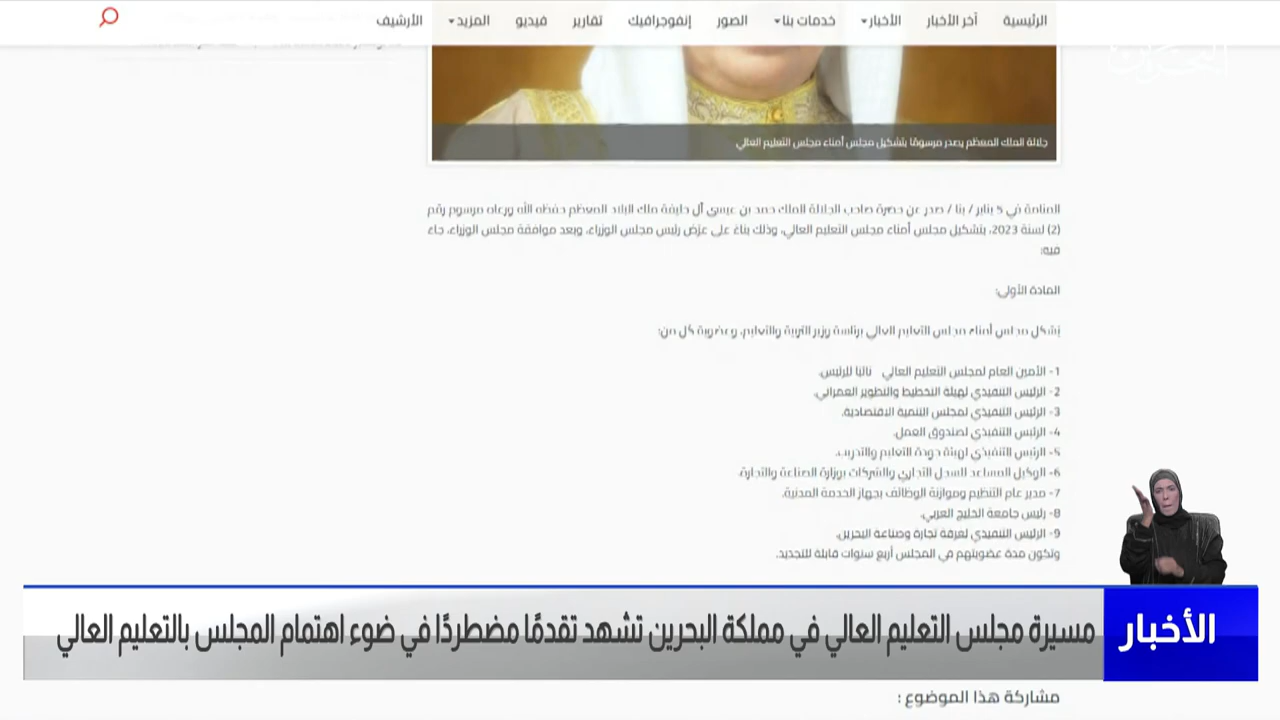 الرئيسية آخر الأخبار الأخبار خدمات بنا الصور إنفوجرافيك تقارير فيديو المزيد الأرشيف
جلالة الملك المعظم يصدر مرسومًا بتشكيل مجلس أمناء مجلس التعليم العالي
المنامة في 5 يناير / بنا / صدر عن حضرة صاحب الجلالة الملك حمد بن عيسى آل خليفة ملك البلاد المعظم حفظه الله ورعاه مرسوم رقم
(2) لسنة 2023، بتشكيل مجلس أمناء مجلس التعليم العالي، وذلك بناءً على عرْض رئيس مجلس الوزراء، وبعد موافقة مجلس الوزراء، جاء
فيه:
المادة الأولى:
يُشكل مجلس أمناء مجلس التعليم العالي برئاسة وزير التربية والتعليم، وعضوية كل من:
1- الأمين العام لمجلس التعليم العالي نائبًا للرئيس.
2- الرئيس التنفيذي لهيئة التخطيط والتطوير العمراني.
3- الرئيس التنفيذي لمجلس التنمية الاقتصادية.
4- الرئيس التنفيذي لصندوق العمل.
5- الرئيس التنفيذي لهيئة جودة التعليم والتدريب.
6- الوكيل المساعد للسجل التجاري والشركات بوزارة الصناعة والتجارة.
7- مدير عام التنظيم وموازنة الوظائف بجهاز الخدمة المدنية.
8- رئيس جامعة الخليج العربي.
9- الرئيس التنفيذي لغرفة تجارة وصناعة البحرين.
وتكون مدة عضويتهم في المجلس أربع سنوات قابلة للتجديد.
الأخبار
مسيرة مجلس التعليم العالي في مملكة البحرين تشهد تقدمًا مضطردًا في ضوء اهتمام المجلس بالتعليم العالي
مشاركة هذا الموضوع :